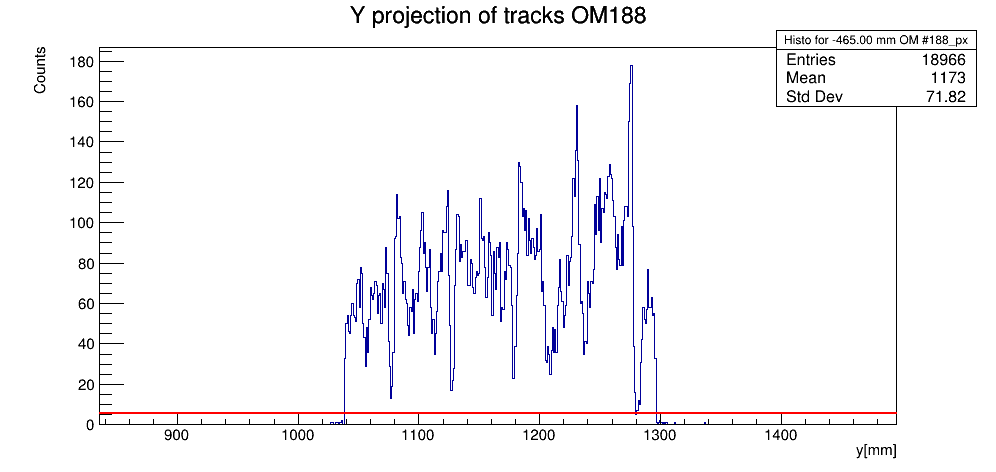 Y projection of tracks OM188
Histo for -465.00 mm OM #188_px
Entries 18966
Mean 1173
Std Dev 71.82
Counts
180
160
140
120
100
80
60
40
20
0
900 1000 1100 1200 1300 1400
y[mm]